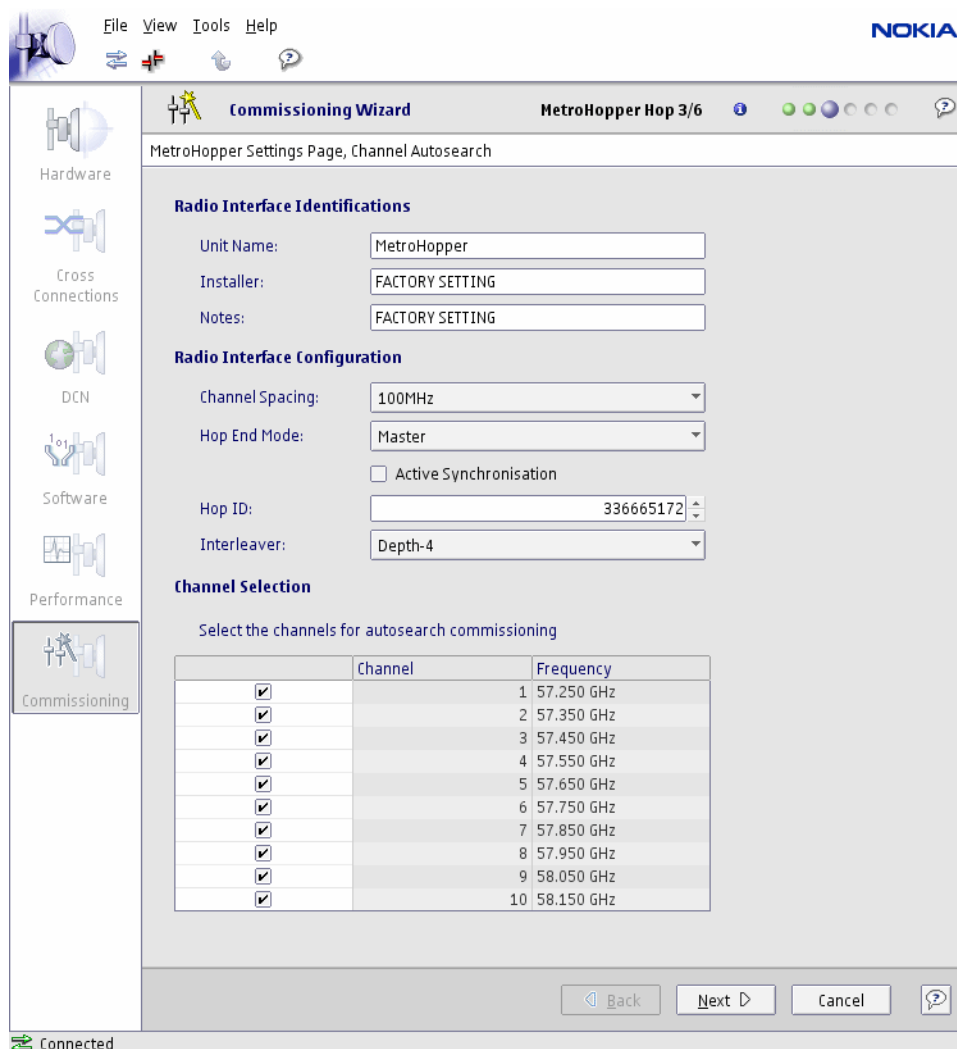 File View Tools Help
NOKIA
Commissioning Wizard MetroHopper Hop 3/6
MetroHopper Settings Page, Channel Autosearch
Hardware
Cross
Connections
DCN
Software
Performance
Commissioning
Radio Interface Identifications
Unit Name: MetroHopper
Installer: FACTORY SETTING
Notes: FACTORY SETTING
Radio Interface Configuration
Channel Spacing: 100MHz
Hop End Mode: Master
Active Synchronisation
Hop ID: 336665172
Interleaver: Depth-4
Channel Selection
Select the channels for autosearch commissioning
Channel Frequency
1 57.250 GHz
2 57.350 GHz
3 57.450 GHz
4 57.550 GHz
5 57.650 GHz
6 57.750 GHz
7 57.850 GHz
8 57.950 GHz
9 58.050 GHz
10 58.150 GHz
Back Next Cancel
Connected